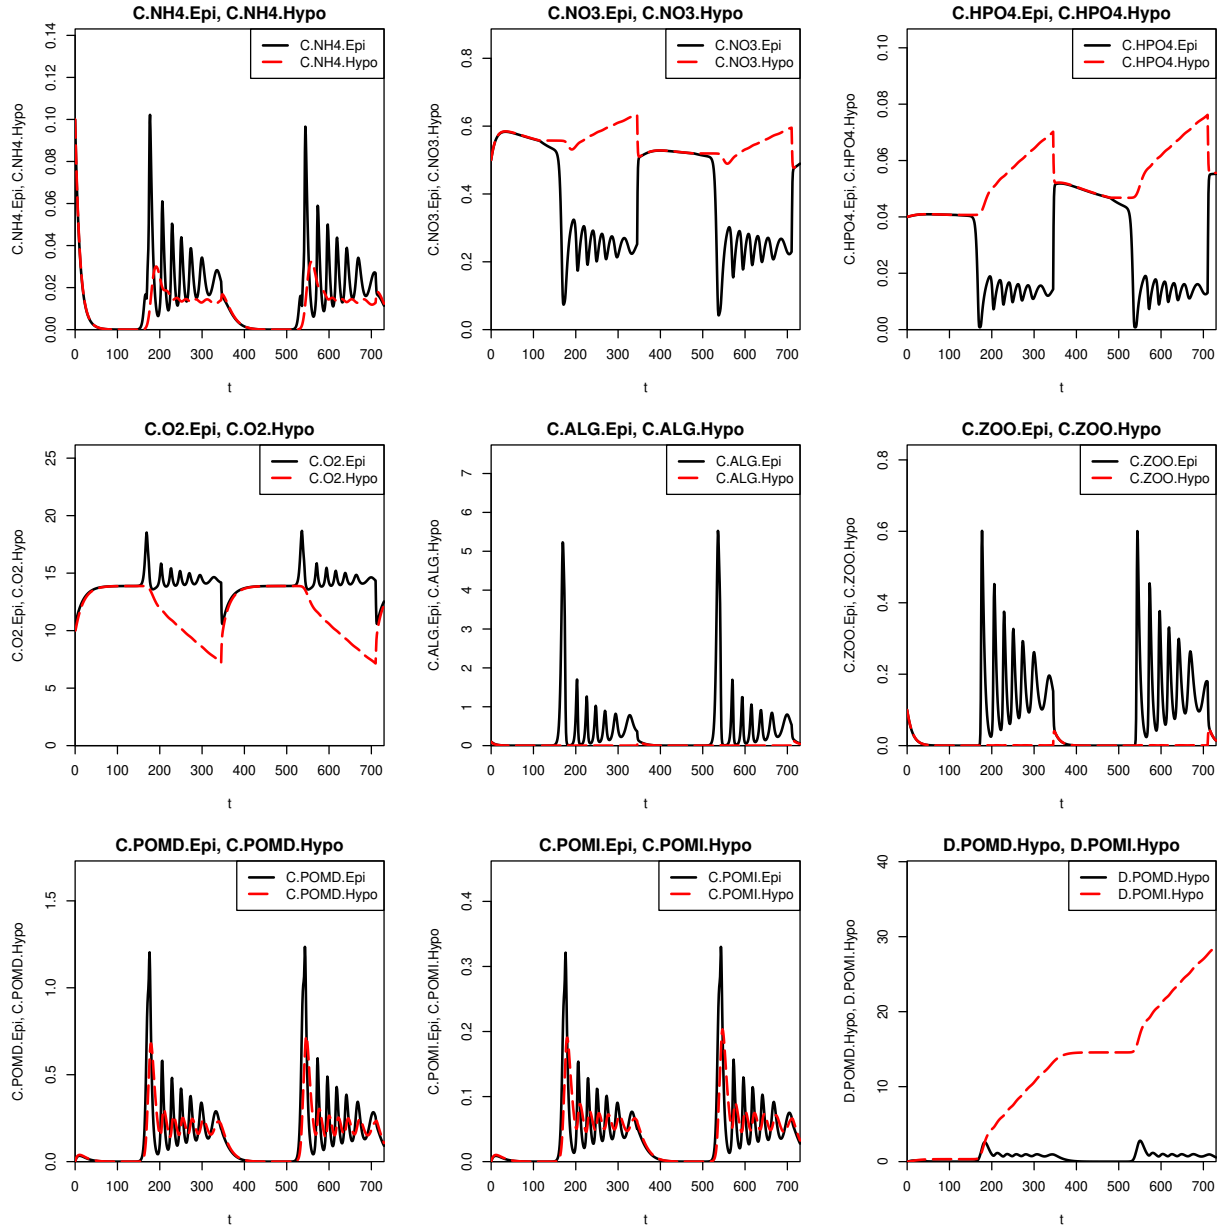 C.NH4.Epi, C.NH4.Hypo
C.NH4.Epi, C.NH4.Hypo
0.14
0.12
0.10
0.08
0.06
0.04
0.02
0.00
C.NH4.Epi
C.NH4.Hypo
0 100 200 300 400 500 600 700
t
C.NO3.Epi, C.NO3.Hypo
C.NO3.Epi, C.NO3.Hypo
0.8
0.6
0.4
0.2
0.0
C.NO3.Epi
C.NO3.Hypo
0 100 200 300 400 500 600 700
t
C.HPO4.Epi, C.HPO4.Hypo
C.HPO4.Epi, C.HPO4.Hypo
0.10
0.08
0.06
0.04
0.02
0.00
C.HPO4.Epi
C.HPO4.Hypo
0 100 200 300 400 500 600 700
t
C.O2.Epi, C.O2.Hypo
C.O2.Epi, C.O2.Hypo
25
20
15
10
5
0
C.O2.Epi
C.O2.Hypo
0 100 200 300 400 500 600 700
t
C.ALG.Epi, C.ALG.Hypo
C.ALG.Epi, C.ALG.Hypo
7
6
5
4
3
2
1
0
C.ALG.Epi
C.ALG.Hypo
0 100 200 300 400 500 600 700
t
C.ZOO.Epi, C.ZOO.Hypo
C.ZOO.Epi, C.ZOO.Hypo
0.8
0.6
0.4
0.2
0.0
C.ZOO.Epi
C.ZOO.Hypo
0 100 200 300 400 500 600 700
t
C.POMD.Epi, C.POMD.Hypo
C.POMD.Epi, C.POMD.Hypo
1.5
1.0
0.5
0.0
C.POMD.Epi
C.POMD.Hypo
0 100 200 300 400 500 600 700
t
C.POMI.Epi, C.POMI.Hypo
C.POMI.Epi, C.POMI.Hypo
0.4
0.3
0.2
0.1
0.0
C.POMI.Epi
C.POMI.Hypo
0 100 200 300 400 500 600 700
t
D.POMD.Hypo, D.POMI.Hypo
D.POMD.Hypo, D.POMI.Hypo
40
30
20
10
0
D.POMD.Hypo
D.POMI.Hypo
0 100 200 300 400 500 600 700
t